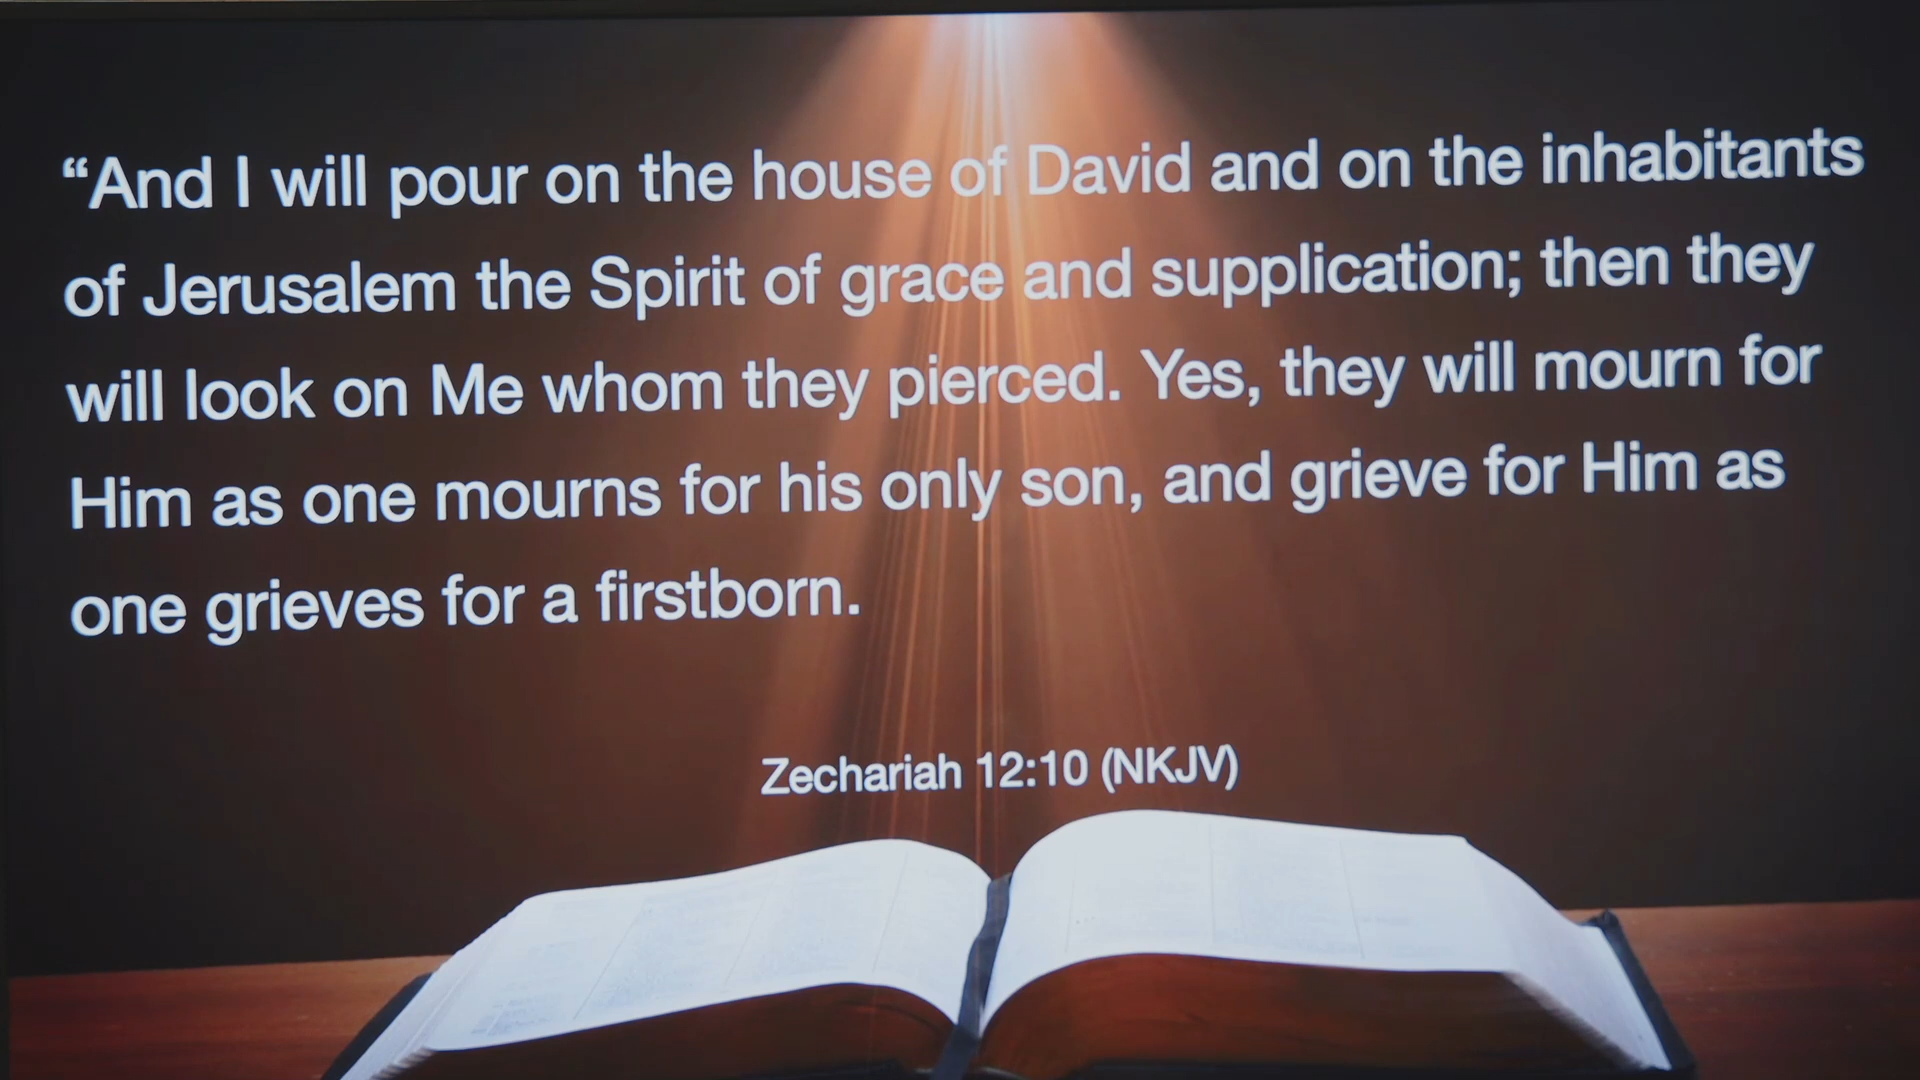 “And I will pour on the house of David and on the inhabitants
of Jerusalem the Spirit of grace and supplication; then they
will look on Me whom they pierced. Yes, they will mourn for
Him as one mourns for his only son, and grieve for Him as
one grieves for a firstborn.
Zechariah 12:10 (NKJV)